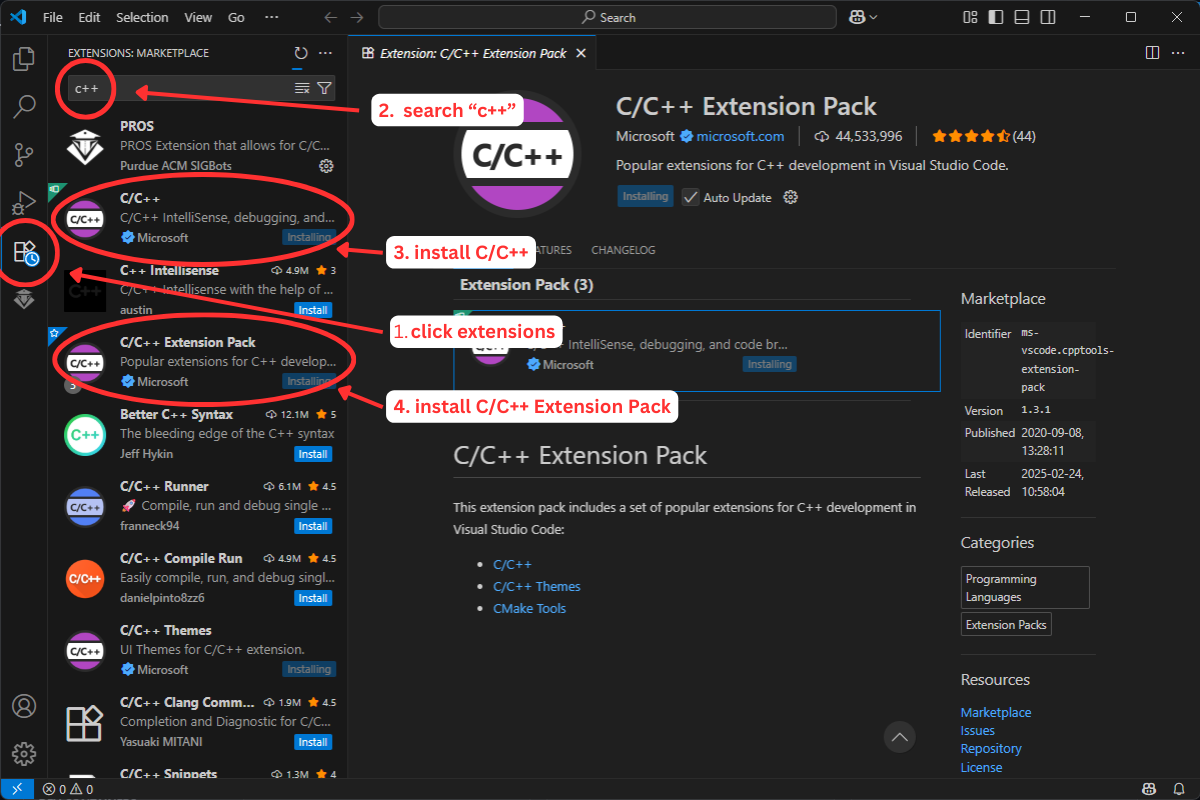 File Edit Selection View Go ··· Search
EXTENSIONS: MARKETPLACE
c++
PROS
PROS Extension that allows for C/C...
Purdue ACM SIGBots
C/C++
C/C++ IntelliSense, debugging, and...
Microsoft Installing
C++ Intellisense 4.9M 3
C/C++ Intellisense with the help of ...
austin Install
C/C++ Extension Pack
Popular extensions for C++ develop...
Microsoft Installing
3
Better C++ Syntax 12.1M 5
The bleeding edge of the C++ syntax
Jeff Hykin Install
C/C++ Runner 6.1M 4.5
🚀 Compile, run and debug single ...
franneck94 Install
C/C++ Compile Run 4.9M 4.5
Easily compile, run, and debug singl...
danielpinto8zz6 Install
C/C++ Themes
UI Themes for C/C++ extension.
Microsoft Installing
C/C++ Clang Comm... 1.9M 4.5
Completion and Diagnostic for C/C...
Yasuaki MITANI Install
C/C++ Snippets 1.3M 4
C/C++
C/C++
C++
C++
C/C++
C/C++
C/C++
2. search “c++”
3. install C/C++
1. click extensions
4. install C/C++ Extension Pack
Extension: C/C++ Extension Pack
C/C++
C/C++ Extension Pack
Microsoft microsoft.com 44,533,996 (44)
Popular extensions for C++ development in Visual Studio Code.
Installing Auto Update
CHANGELOG
Extension Pack (3)
IntelliSense, debugging, and code br...
Microsoft Installing
C/C++ Extension Pack
This extension pack includes a set of popular extensions for C++ development in
Visual Studio Code:
• C/C++
• C/C++ Themes
• CMake Tools
Marketplace
Identifier ms-
vscode.cpptools-
extension-
pack
Version 1.3.1
Published 2020-09-08,
13:28:11
Last 2025-02-24,
Released 10:58:04
Categories
Programming
Languages
Extension Packs
Resources
Marketplace
Issues
Repository
License
0 0